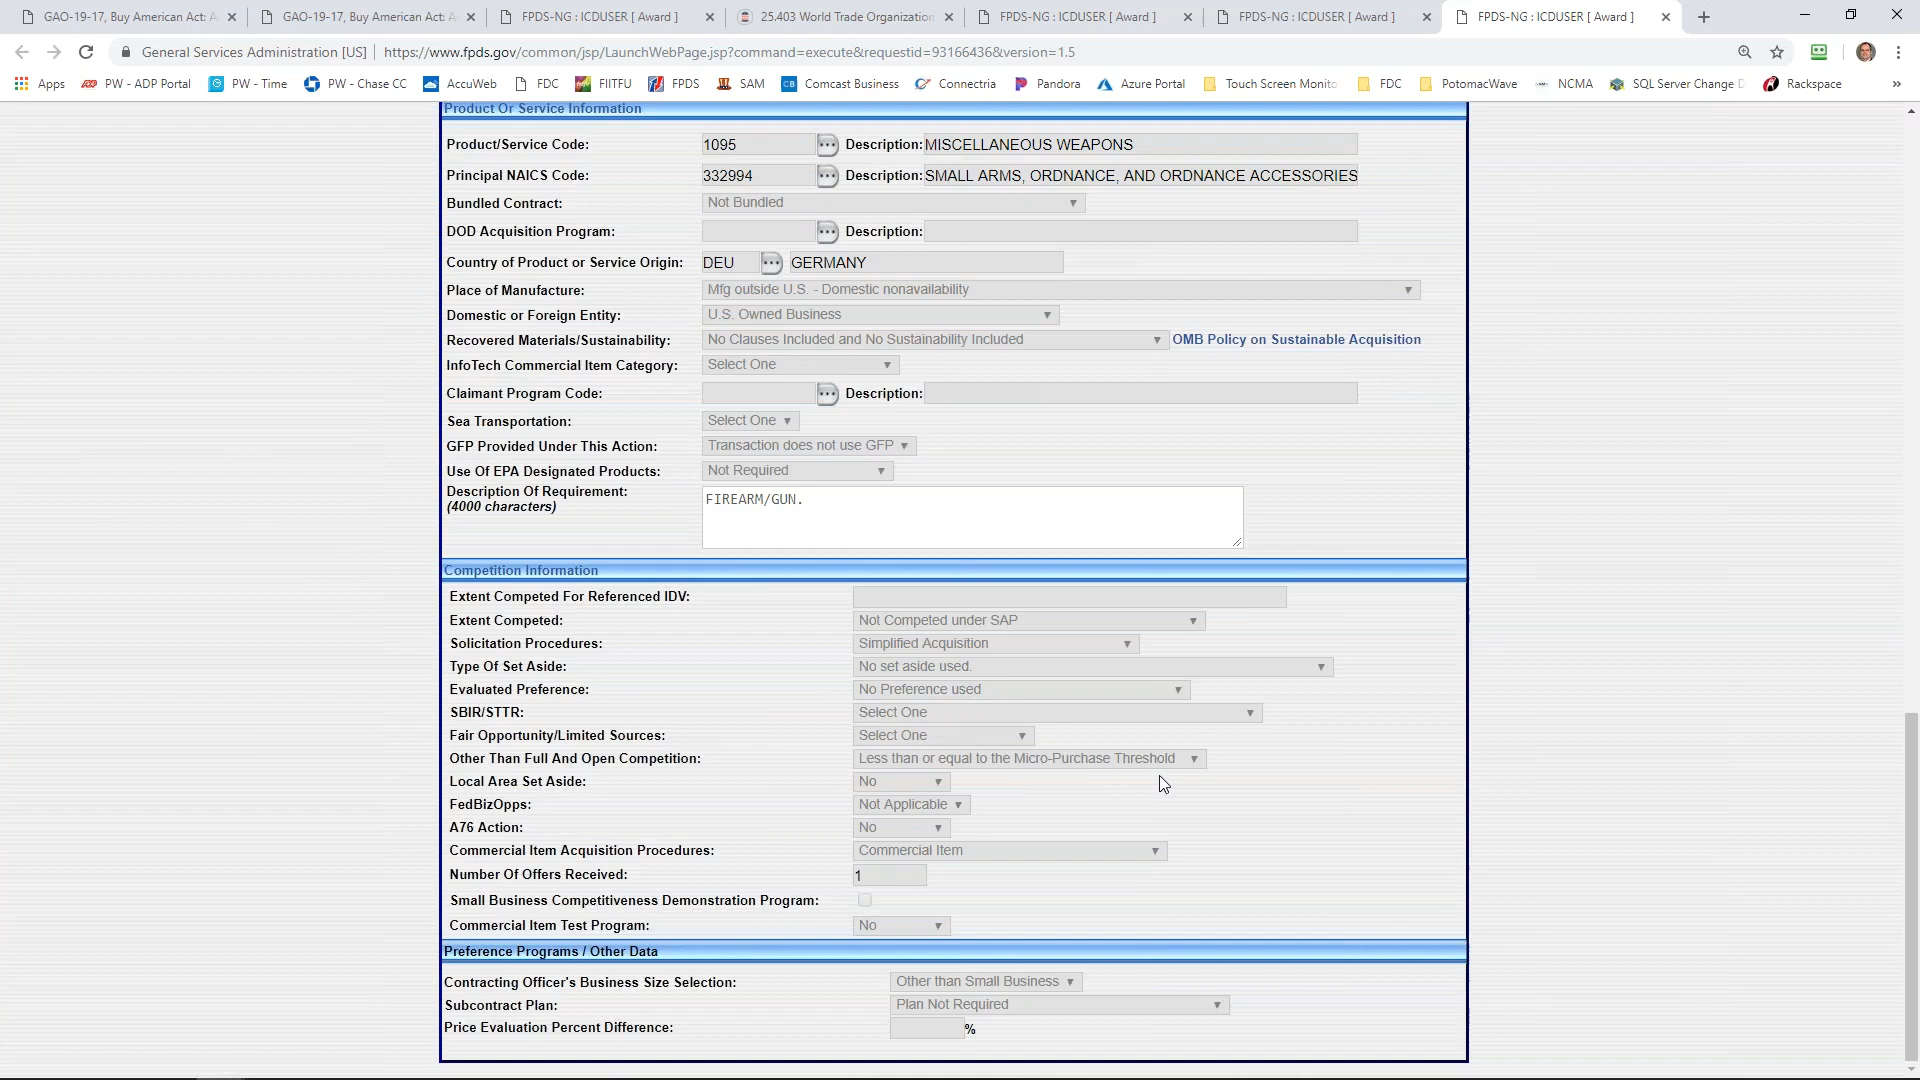 GAO-19-17, Buy American Act: A
GAO-19-17, Buy American Act: A
FPDS-NG : ICDUSER [ Award ]
25.403 World Trade Organization
FPDS-NG : ICDUSER [ Award ]
FPDS-NG : ICDUSER [ Award ]
FPDS-NG : ICDUSER [ Award ]
General Services Administration [US] | https://www.fpds.gov/common/jsp/LaunchWebPage.jsp?command=execute&requestid=93166436&version=1.5
Apps PW - ADP Portal PW - Time PW - Chase CC AccuWeb FDC FIITFU FPDS SAM Comcast Business Connectria Pandora Azure Portal Touch Screen Monito FDC PotomacWave NCMA SQL Server Change D Rackspace »
Product Or Service Information
Product/Service Code: 1095 Description: MISCELLANEOUS WEAPONS
Principal NAICS Code: 332994 Description: SMALL ARMS, ORDNANCE, AND ORDNANCE ACCESSORIES
Bundled Contract: Not Bundled
DOD Acquisition Program: Description:
Country of Product or Service Origin: DEU GERMANY
Place of Manufacture: Mfg outside U.S. - Domestic nonavailability
Domestic or Foreign Entity: U.S. Owned Business
Recovered Materials/Sustainability: No Clauses Included and No Sustainability Included OMB Policy on Sustainable Acquisition
InfoTech Commercial Item Category: Select One
Claimant Program Code: Description:
Sea Transportation: Select One
GFP Provided Under This Action: Transaction does not use GFP
Use Of EPA Designated Products: Not Required
Description Of Requirement: FIREARM/GUN.
(4000 characters)
Competition Information
Extent Competed For Referenced IDV:
Extent Competed: Not Competed under SAP
Solicitation Procedures: Simplified Acquisition
Type Of Set Aside: No set aside used.
Evaluated Preference: No Preference used
SBIR/STTR: Select One
Fair Opportunity/Limited Sources: Select One
Other Than Full And Open Competition: Less than or equal to the Micro-Purchase Threshold
Local Area Set Aside: No
FedBizOpps: Not Applicable
A76 Action: No
Commercial Item Acquisition Procedures: Commercial Item
Number Of Offers Received: 1
Small Business Competitiveness Demonstration Program:
Commercial Item Test Program: No
Preference Programs / Other Data
Contracting Officer's Business Size Selection: Other than Small Business
Subcontract Plan: Plan Not Required
Price Evaluation Percent Difference: %